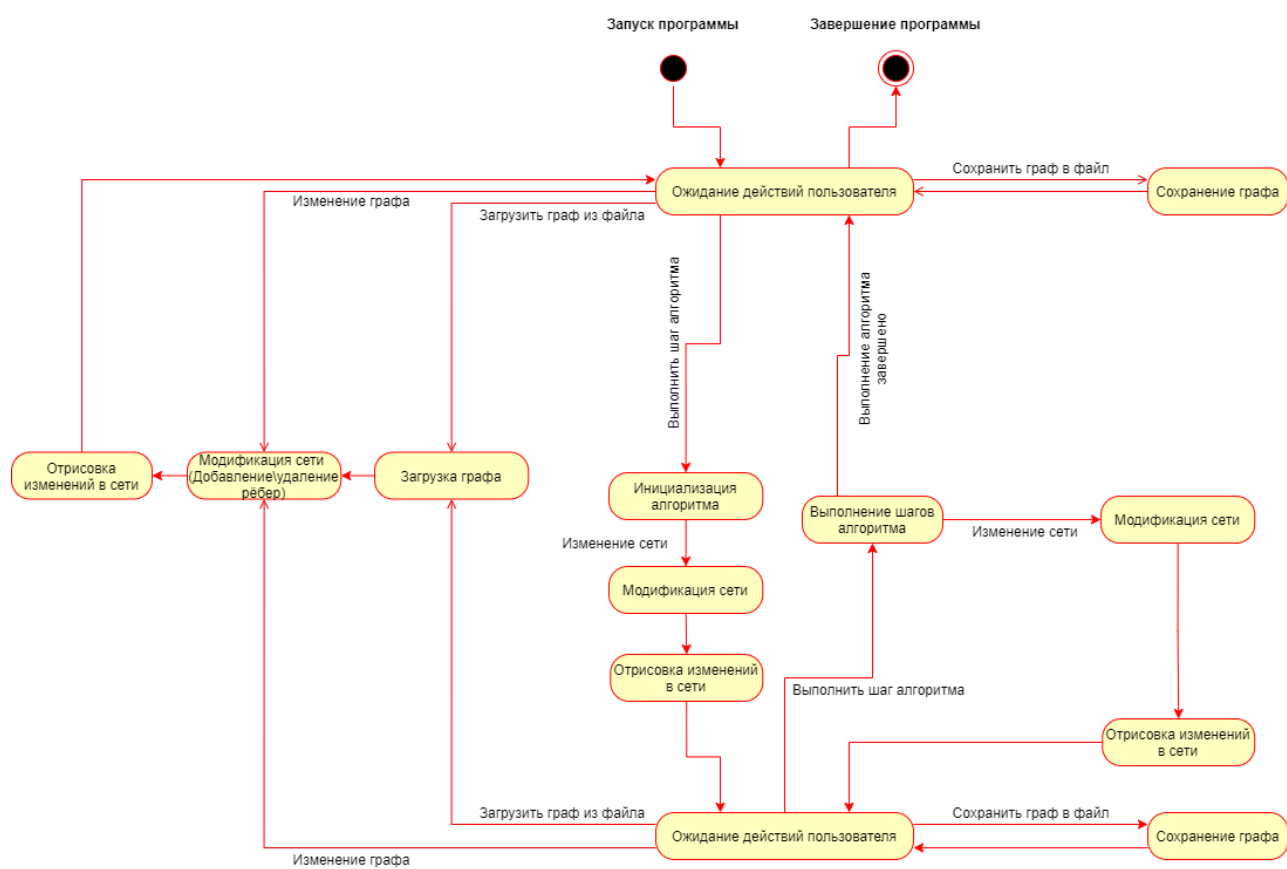 Запуск программы
Завершение программы
Ожидание действий пользователя
Сохранить граф в файл
Сохранение графа
Изменение графа
Загрузить граф из файла
Выполнить шаг алгоритма
Выполнение алгоритма
завершено
Отрисовка
изменений в сети
Модификация сети
(Добавление\удаление
рёбер)
Загрузка графа
Инициализация
алгоритма
Выполнение шагов
алгоритма
Изменение сети
Модификация сети
Изменение сети
Модификация сети
Отрисовка изменений
в сети
Выполнить шаг алгоритма
Отрисовка изменений
в сети
Загрузить граф из файла
Ожидание действий пользователя
Сохранить граф в файл
Сохранение графа
Изменение графа